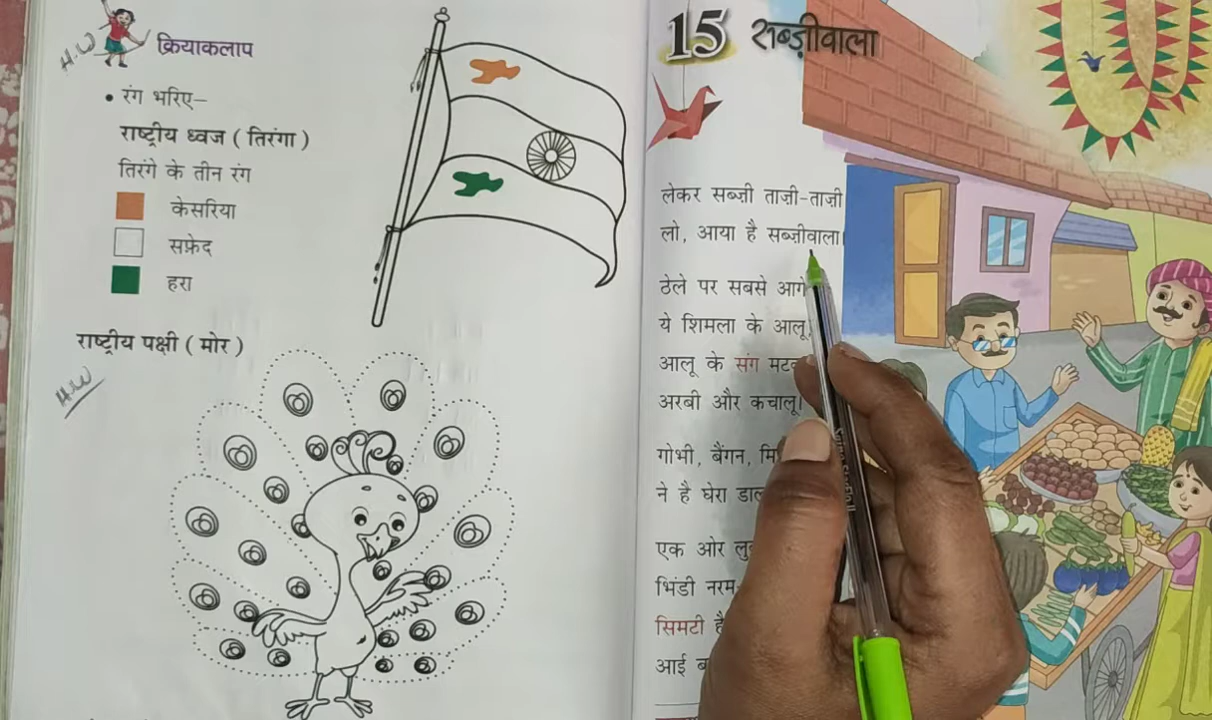 H.W
क्रियाकलाप
• रंग भरिए–
राष्ट्रीय ध्वज ( तिरंगा )
तिरंगे के तीन रंग
केसरिया
सफ़ेद
हरा
राष्ट्रीय पक्षी ( मोर )
H.W
15 सब्ज़ीवाला
लेकर सब्ज़ी ताज़ी-ताज़ी
लो, आया है सब्ज़ीवाला।
ठेले पर सबसे आगे
ये शिमला के आलू,
आलू के संग
अरबी और कचालू।
गोभी, बैंगन,
ने है घेरा
एक ओर
भिंडी नरम
सिमटी है
आई